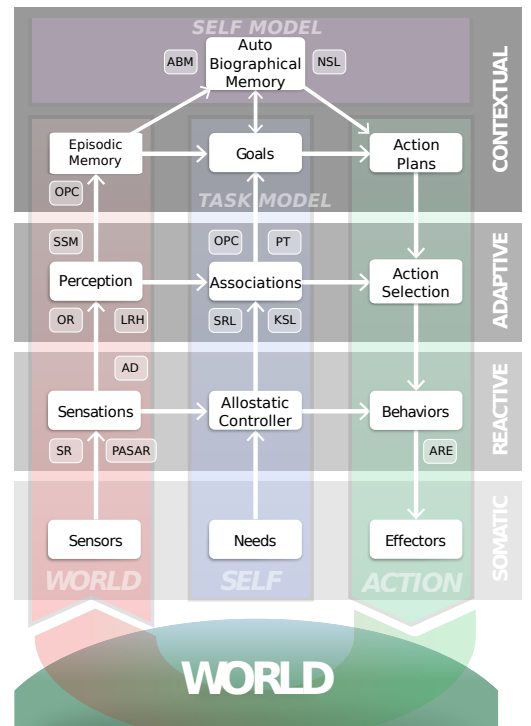 SELF MODEL
ABM
Auto
Biographical
Memory
NSL
CONTEXTUAL
Episodic
Memory
Goals
Action
Plans
OPC
TASK MODEL
SSM
OPC
PT
ADAPTIVE
Perception
Associations
Action
Selection
OR
LRH
SRL
KSL
AD
REACTIVE
Sensations
Allostatic
Controller
Behaviors
SR
PASAR
ARE
SOMATIC
Sensors
Needs
Effectors
WORLD
SELF
ACTION
WORLD